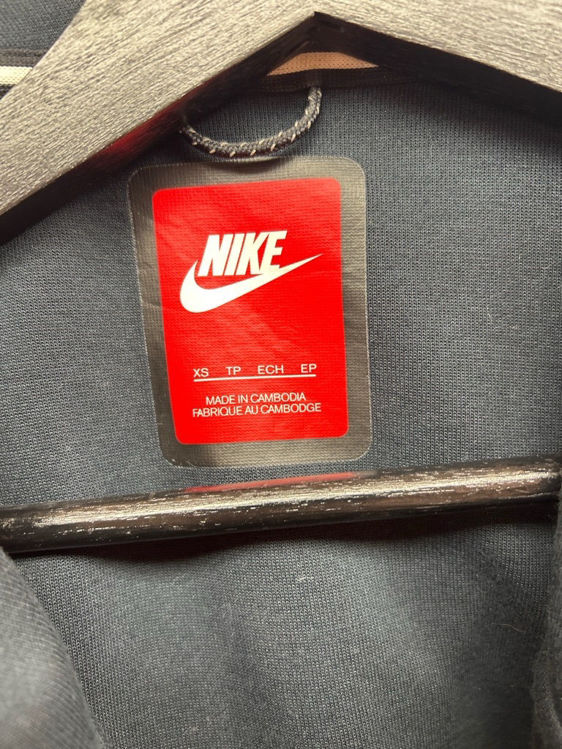 NIKE
XS TP ECH EP
MADE IN CAMBODIA
FABRIQUE AU CAMBODGE